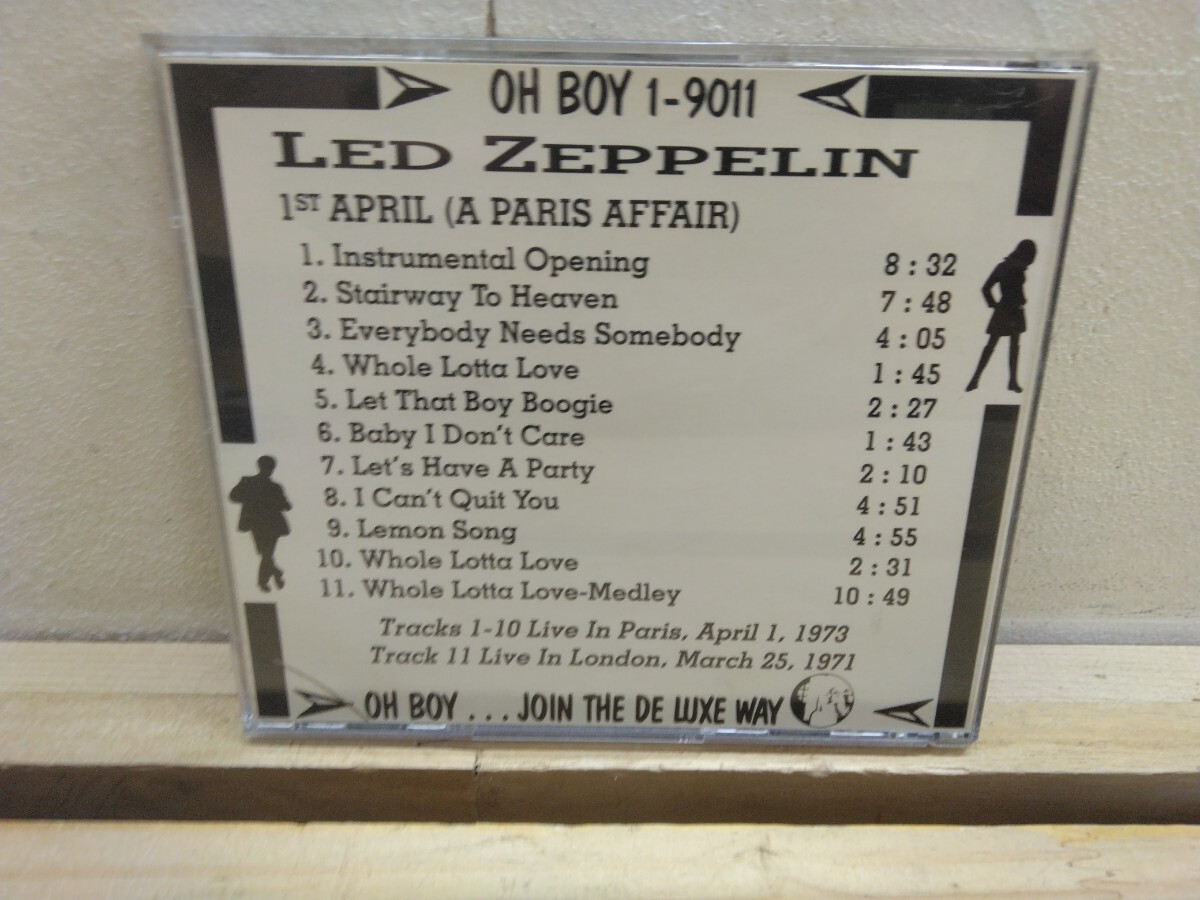 OH BOY 1-9011
LED ZEPPELIN
1ST APRIL (A PARIS AFFAIR)
1. Instrumental Opening 8 : 32
2. Stairway To Heaven 7 : 48
3. Everybody Needs Somebody 4 : 05
4. Whole Lotta Love 1 : 45
5. Let That Boy Boogie 2 : 27
6. Baby I Don't Care 1 : 43
7. Let's Have A Party 2 : 10
8. I Can't Quit You 4 : 51
9. Lemon Song 4 : 55
10. Whole Lotta Love 2 : 31
11. Whole Lotta Love-Medley 10 : 49
Tracks 1-10 Live In Paris, April 1, 1973
Track 11 Live In London, March 25, 1971
OH BOY . . . JOIN THE DE LUXE WAY